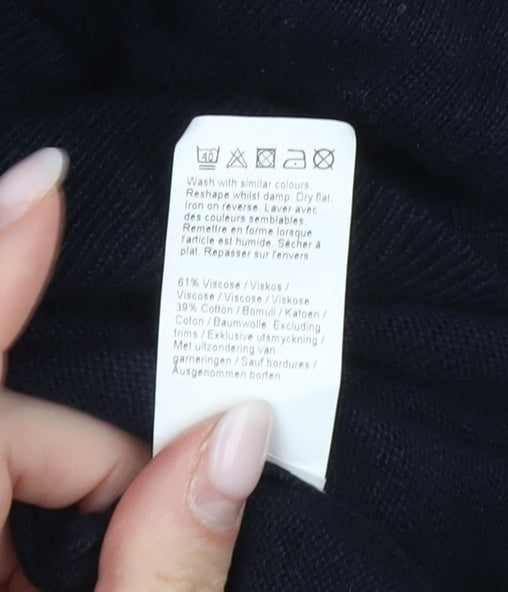 40
Wash with similar colours.
Reshape whilst damp. Dry flat.
Iron on reverse. Laver avec
des couleurs semblables.
Remettre en forme lorsque
l'article est humide. Sécher à
plat. Repasser sur l'envers
61% Viscose / Viskos /
Viscose / Viscose / Viskose
39% Cotton / Bomull / Katoen /
Coton / Baumwolle. Excluding
trims / Exklusive utsmyckning /
Met uitzondering van
garneringen / Sauf bordures /
Ausgenommen borten.